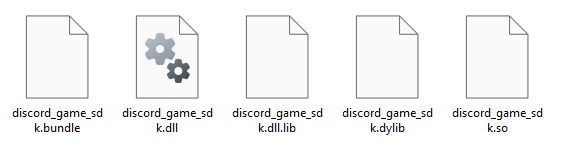 discord_game_sd
k.bundle
discord_game_sd
k.dll
discord_game_sd
k.dll.lib
discord_game_sd
k.dylib
discord_game_sd
k.so